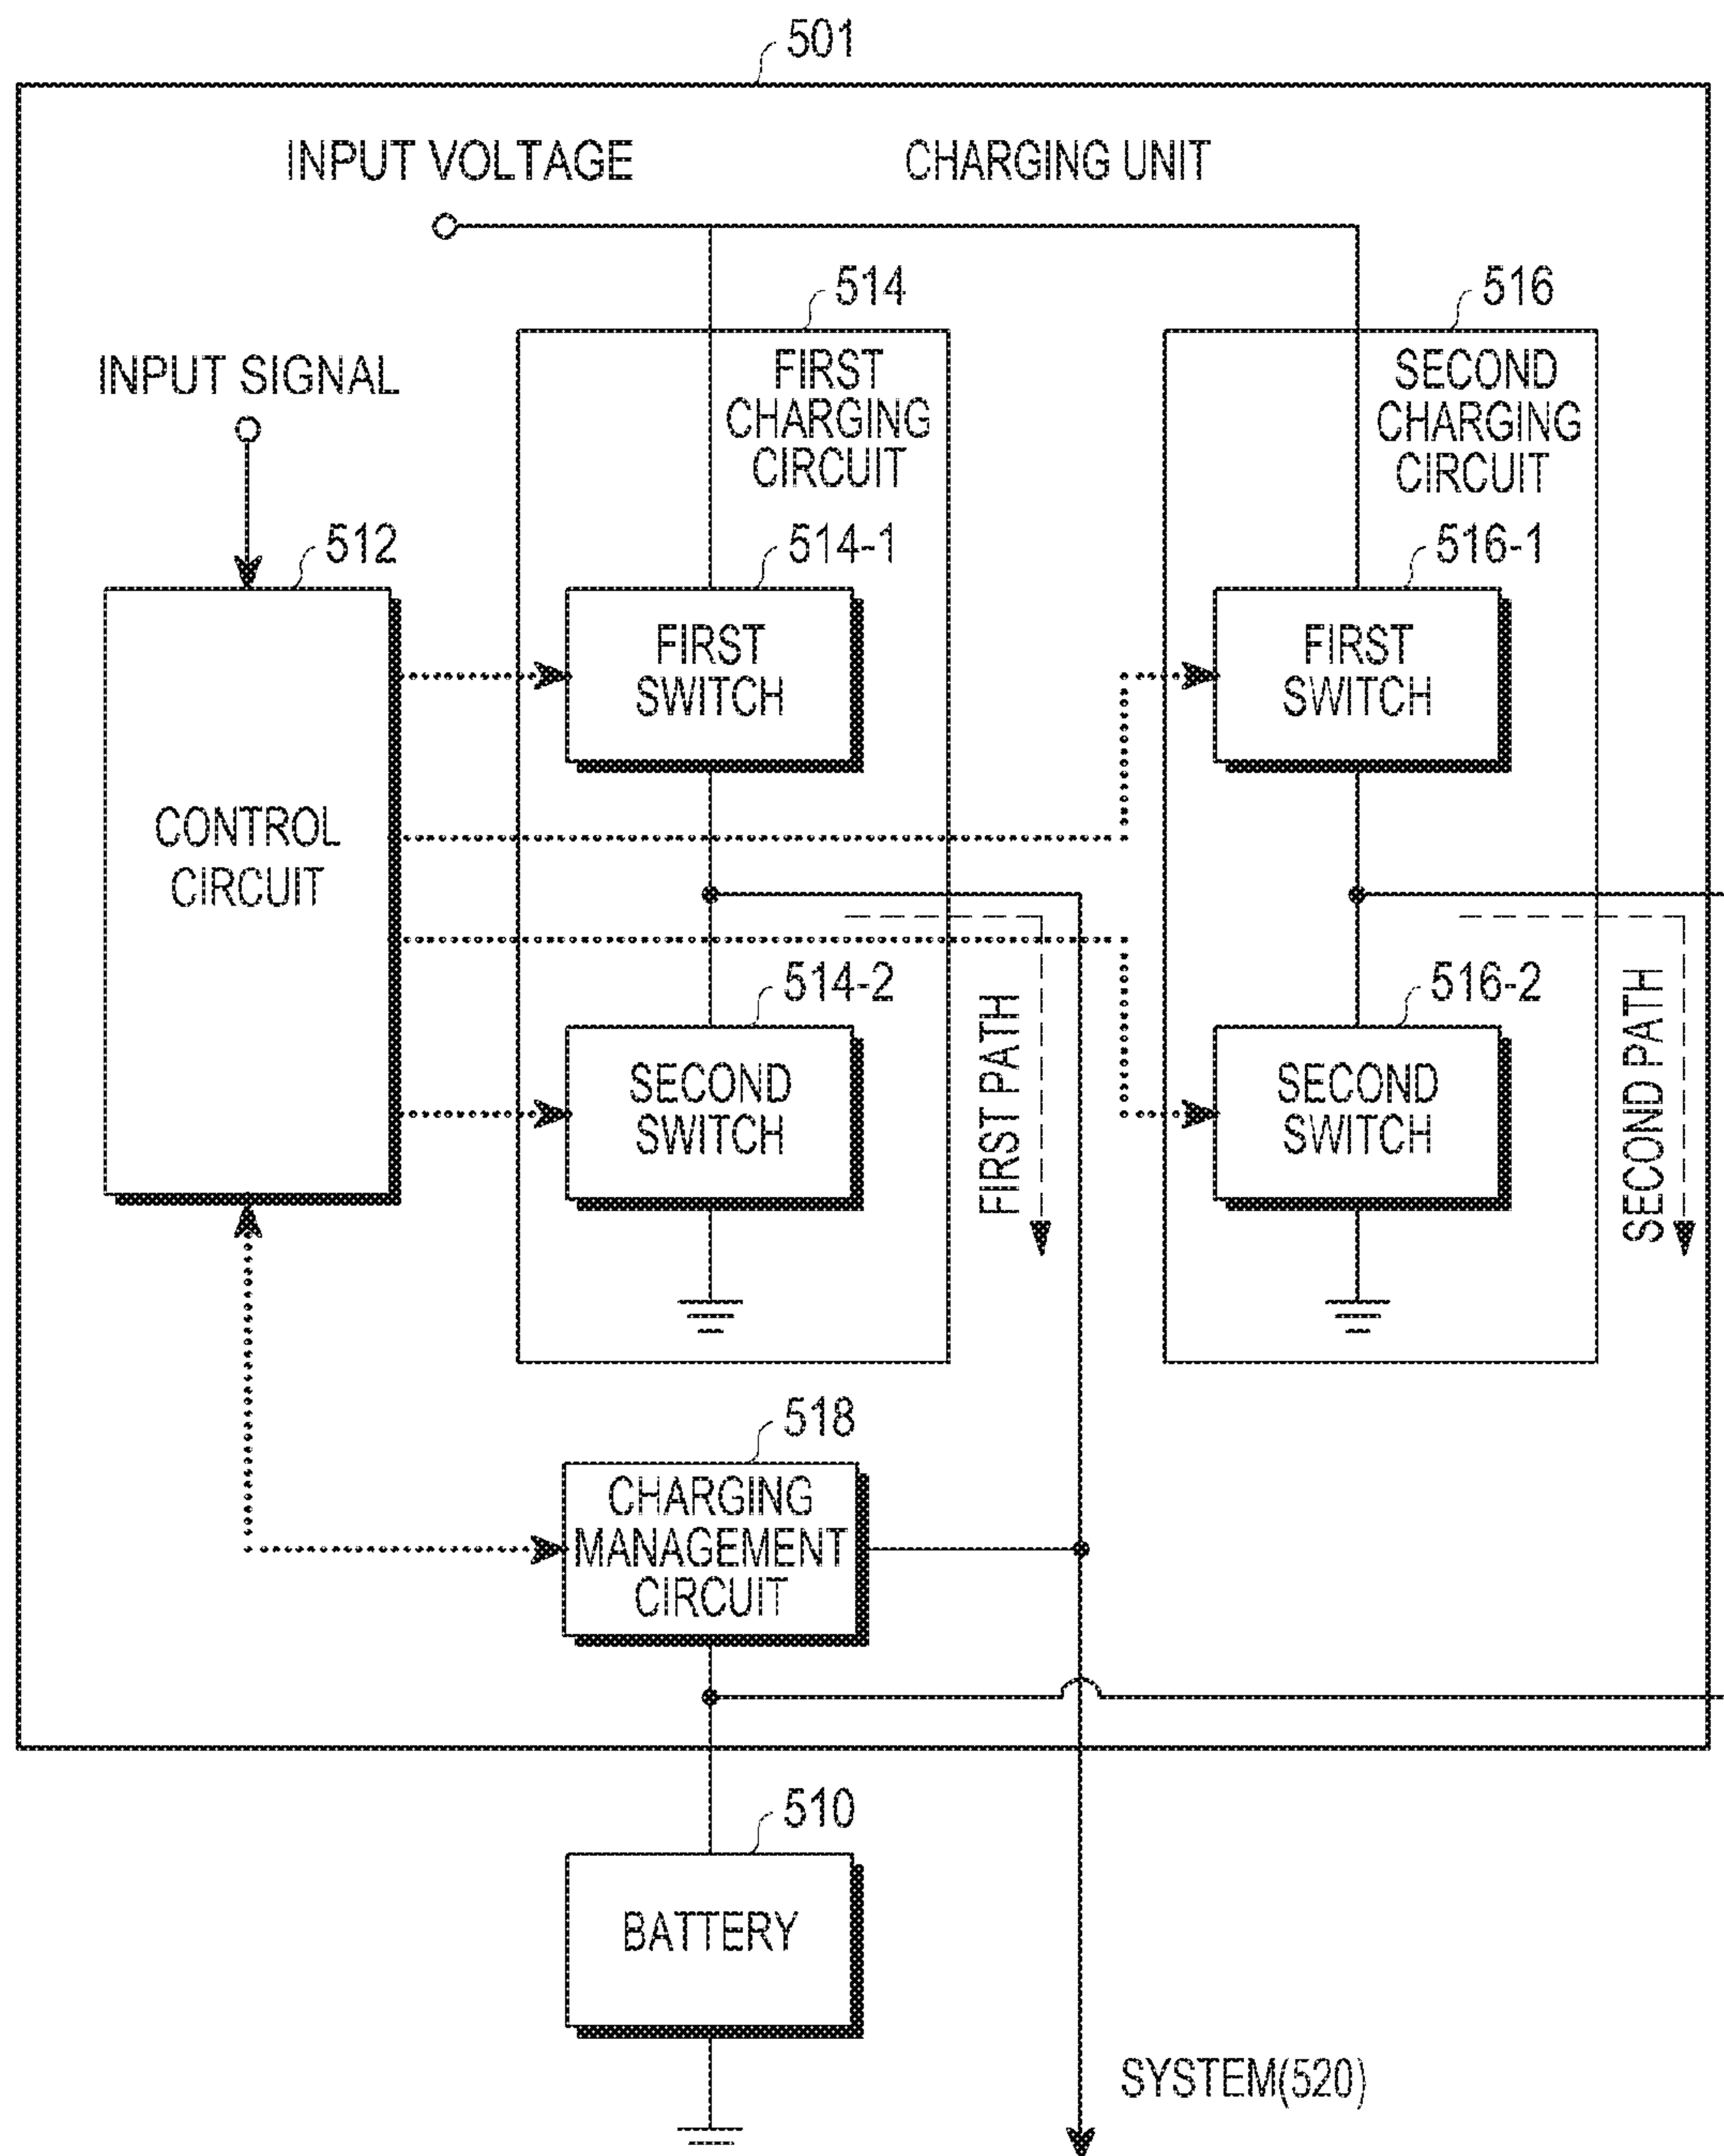 501
INPUT VOLTAGE
CHARGING UNIT
514
516
INPUT SIGNAL
FIRST
CHARGING
CIRCUIT
SECOND
CHARGING
CIRCUIT
512
514-1
516-1
FIRST
SWITCH
FIRST
SWITCH
CONTROL
CIRCUIT
514-2
516-2
SECOND
SWITCH
FIRST PATH
SECOND
SWITCH
SECOND PATH
518
CHARGING
MANAGEMENT
CIRCUIT
510
BATTERY
SYSTEM(520)